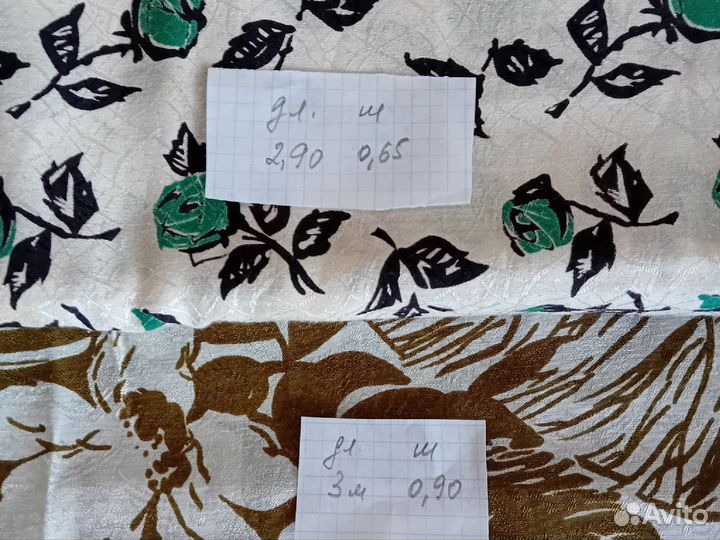 дл. ш
2,90 0,65
дл. ш
3м 0,90
Avito